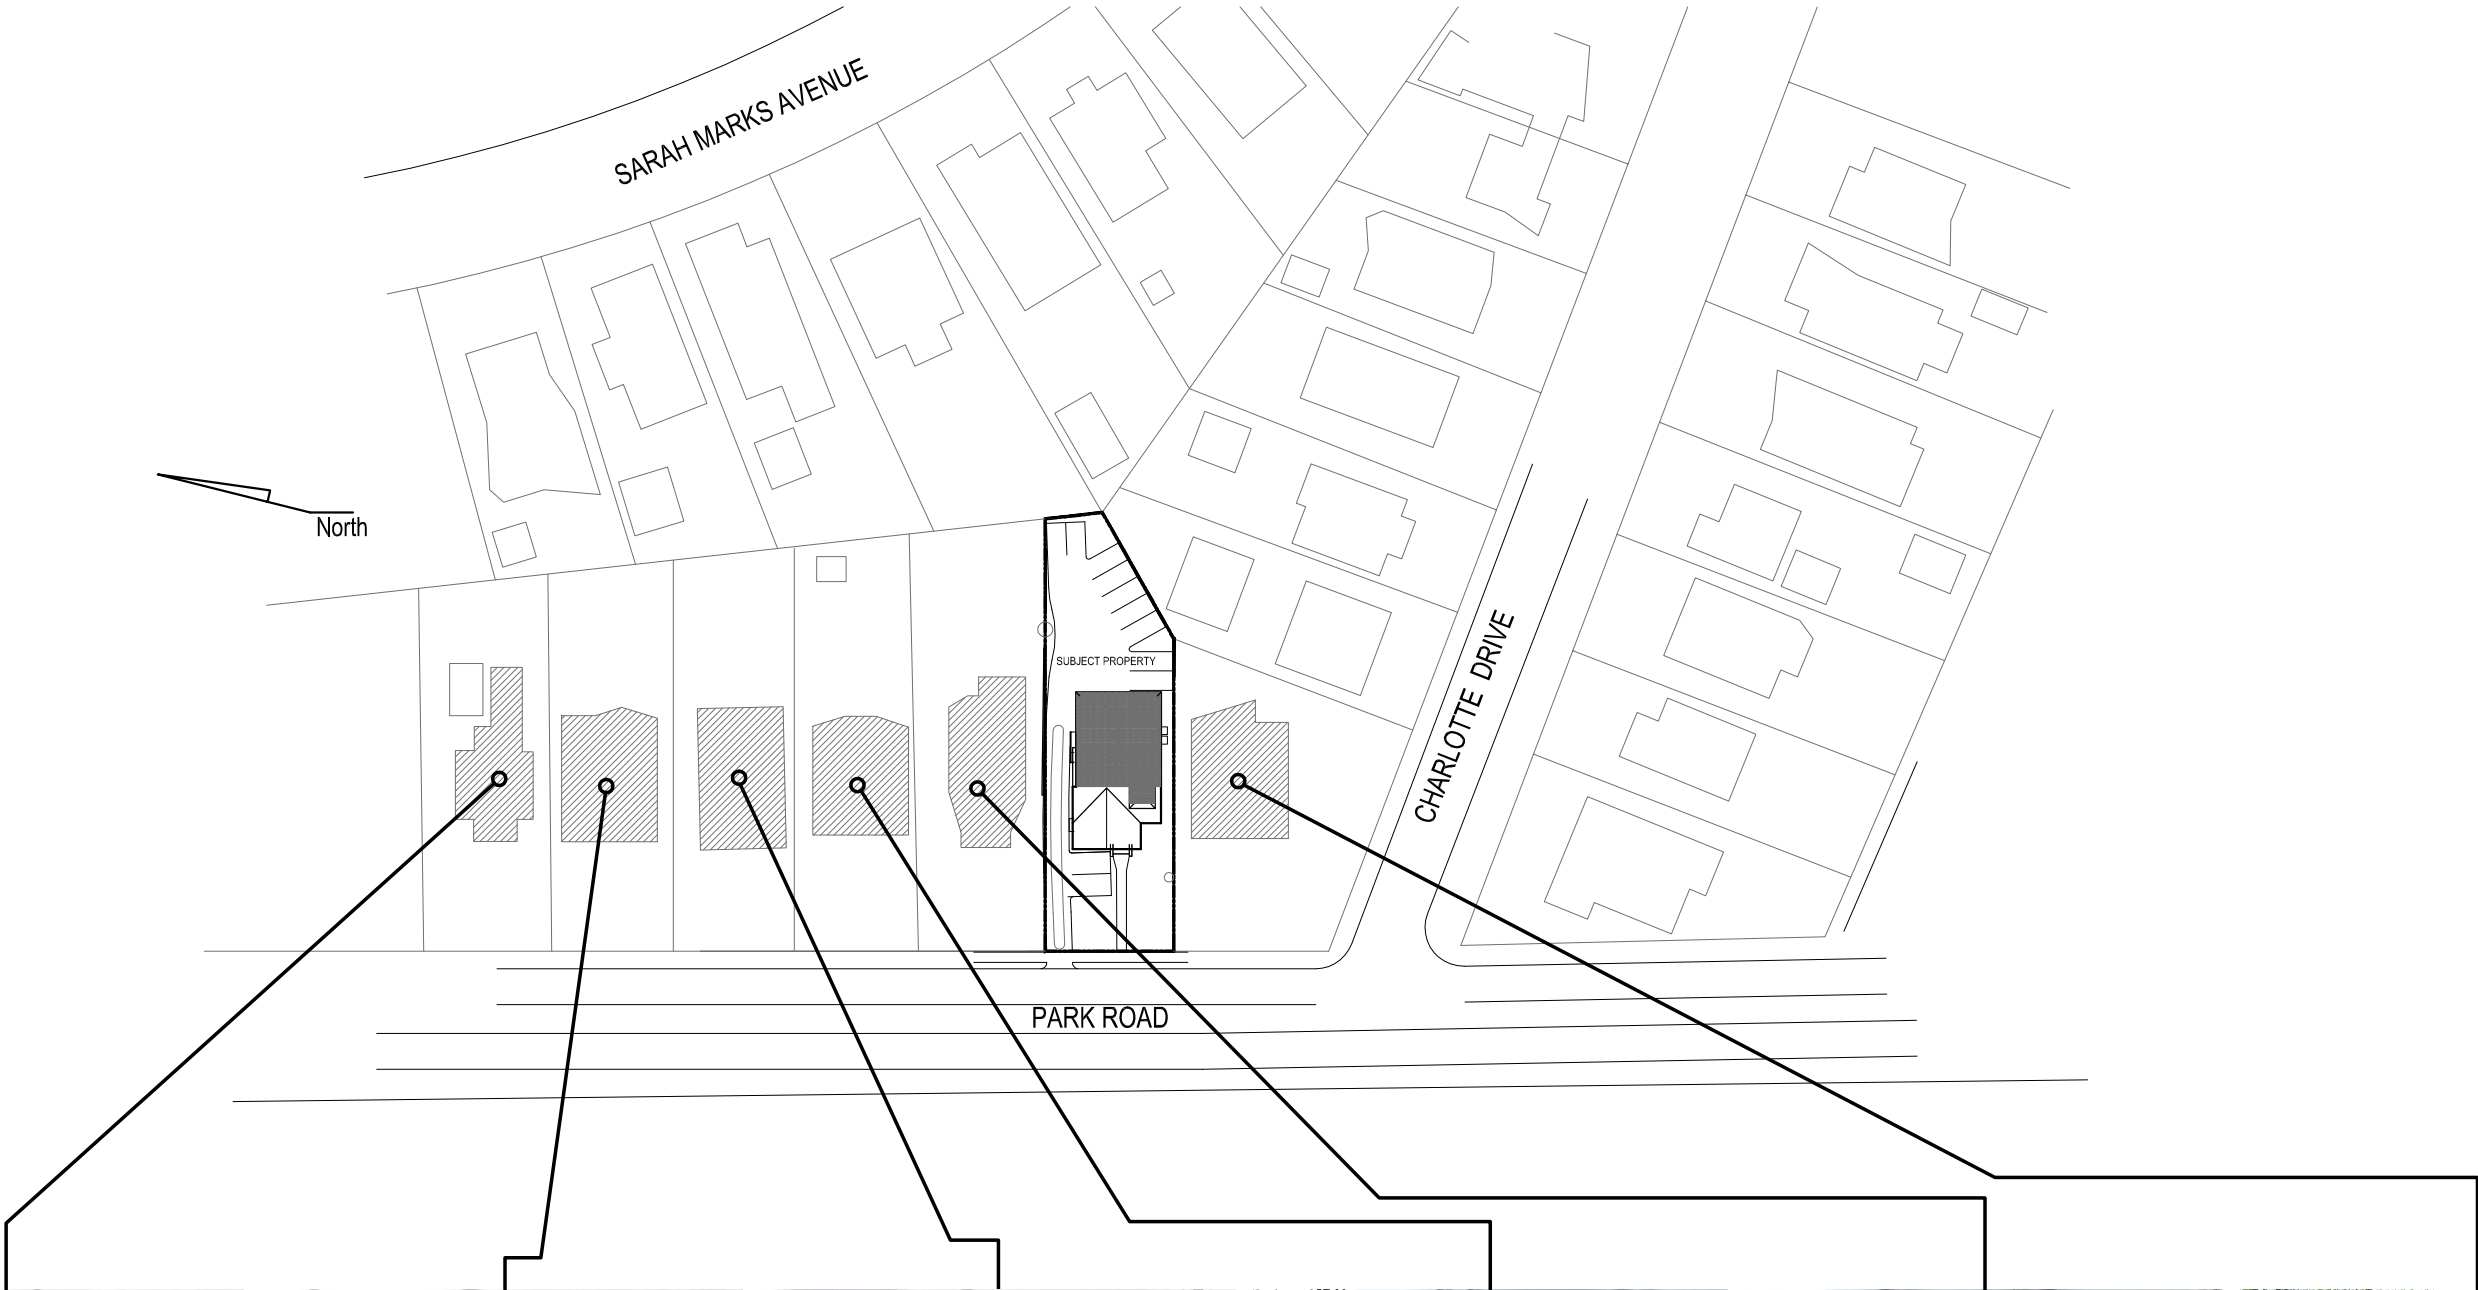 SARAH MARKS AVENUE
North
SUBJECT PROPERTY
CHARLOTTE DRIVE
PARK ROAD